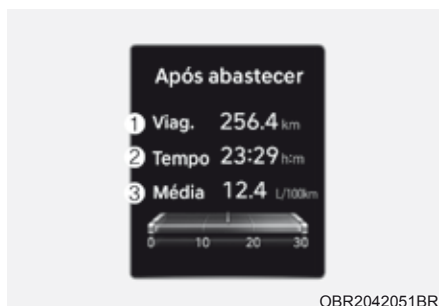 Após abastecer
1 Viag. 256.4 km
2 Tempo 23:29 h:m
3 Média 12.4 L/100km
0 10 20 30
OBR2042051BR